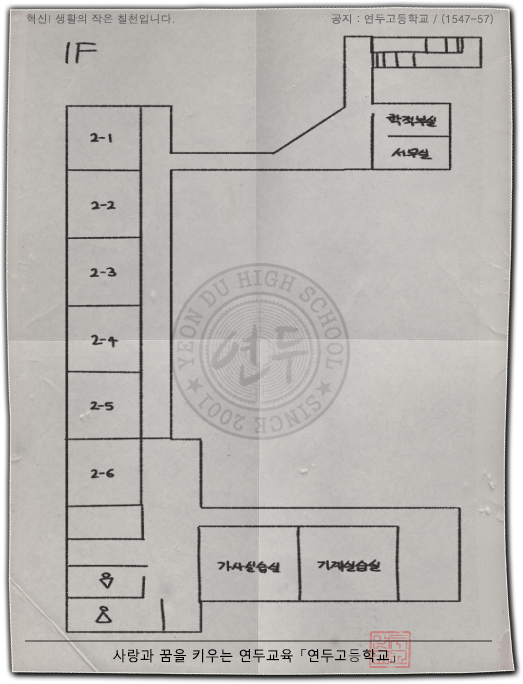 혁신! 생활의 작은 실천입니다.
공지 : 연두고등학교 / (1547-57)
1F
학적부실
2-1
서무실
2-2
2-3
2-4
2-5
2-6
YEON DU HIGH SCHOOL
연두
★ SINCE 2001 ★
가사실습실
기재실습실
사랑과 꿈을 키우는 연두교육 「연두고등학교」